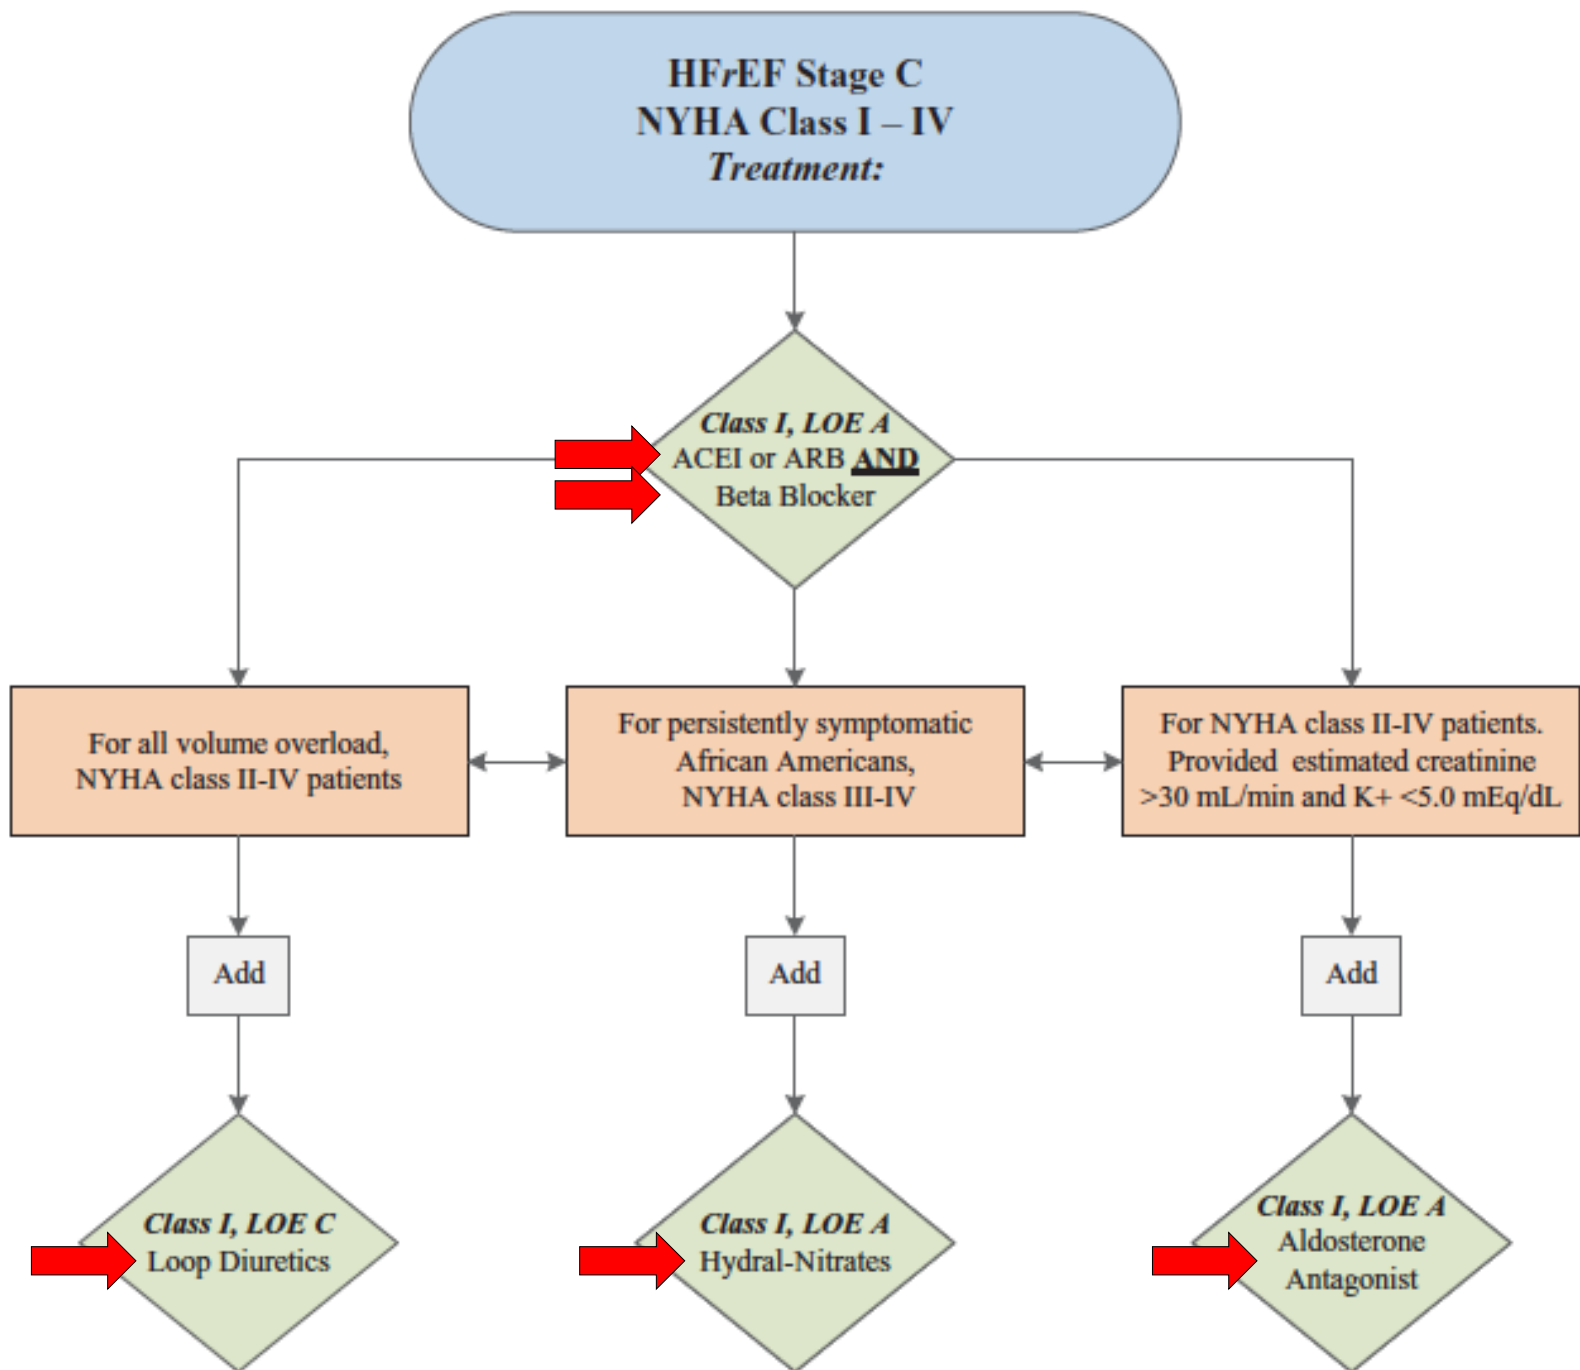 HFrEF Stage C
NYHA Class I – IV
Treatment:
Class I, LOE A
ACEI or ARB AND
Beta Blocker
For all volume overload,
NYHA class II-IV patients
For persistently symptomatic
African Americans,
NYHA class III-IV
For NYHA class II-IV patients.
Provided estimated creatinine
>30 mL/min and K+ <5.0 mEq/dL
Add
Add
Add
Class I, LOE C
Loop Diuretics
Class I, LOE A
Hydral-Nitrates
Class I, LOE A
Aldosterone
Antagonist